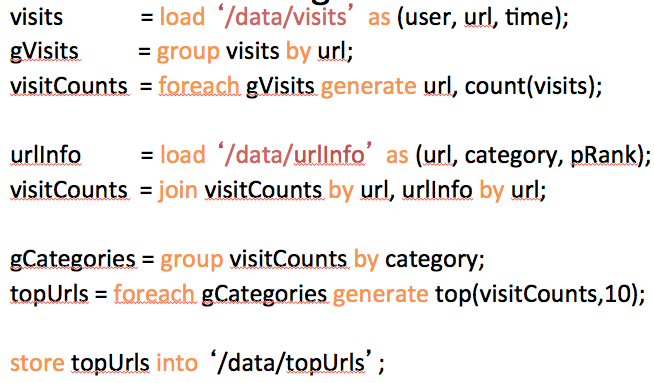 visits = load ‘/data/visits’ as (user, url, time);
gVisits = group visits by url;
visitCounts = foreach gVisits generate url, count(visits);
urlInfo = load ‘/data/urlInfo’ as (url, category, pRank);
visitCounts = join visitCounts by url, urlInfo by url;
gCategories = group visitCounts by category;
topUrls = foreach gCategories generate top(visitCounts,10);
store topUrls into ‘/data/topUrls’;